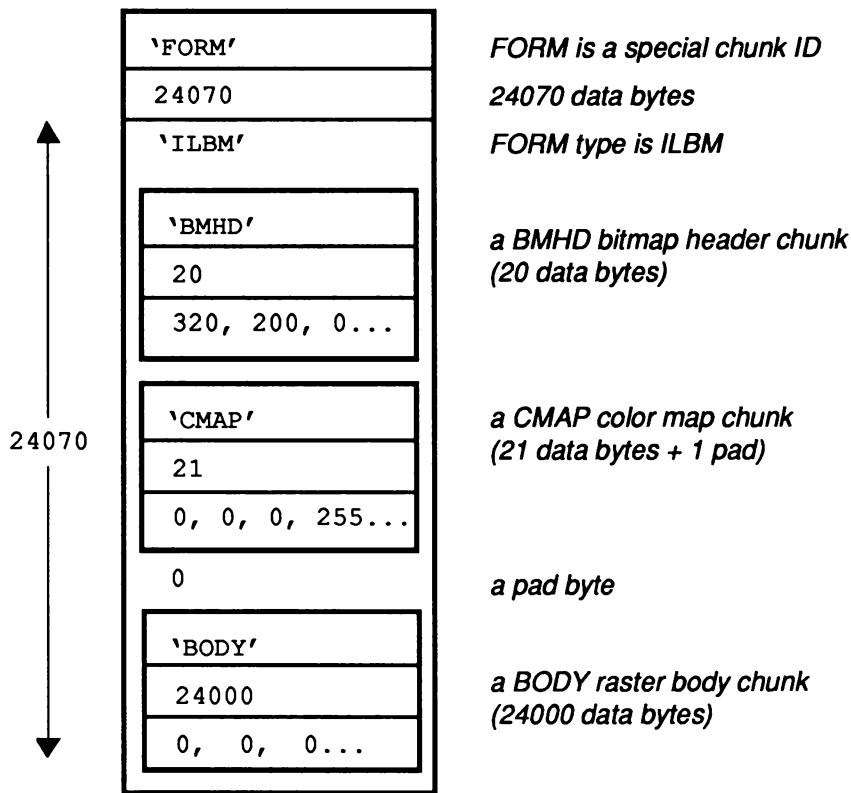 ‵FORM′ FORM is a special chunk ID
24070 24070 data bytes
‵ILBM′ FORM type is ILBM
‵BMHD′
a BMHD bitmap header chunk
20 (20 data bytes)
320, 200, 0...
‵CMAP′ a CMAP color map chunk
24070
21 (21 data bytes + 1 pad)
0, 0, 0, 255...
0 a pad byte
‵BODY′
24000 a BODY raster body chunk
(24000 data bytes)
0, 0, 0...